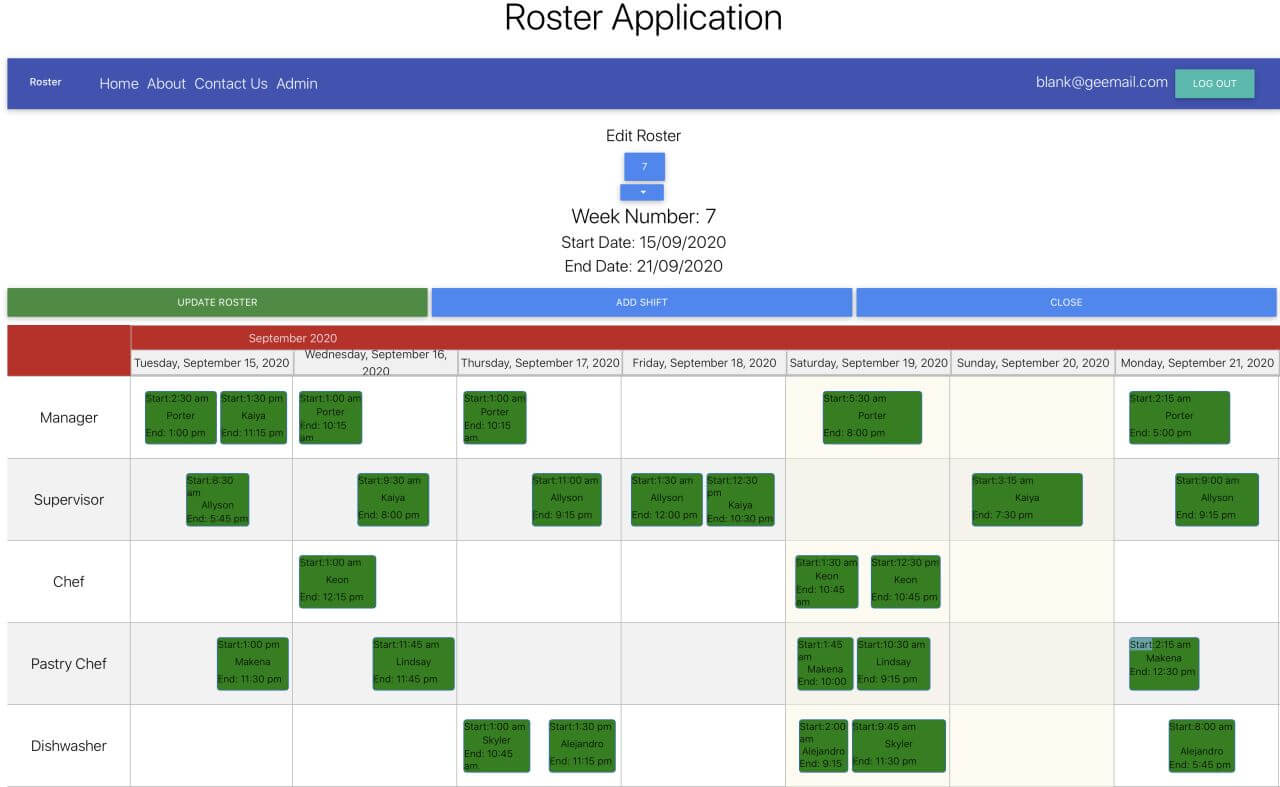 Roster Application
Roster Home About Contact Us Admin blank@geemail.com LOG OUT
Edit Roster
7
Week Number: 7
Start Date: 15/09/2020
End Date: 21/09/2020
UPDATE ROSTER ADD SHIFT CLOSE
September 2020
Tuesday, September 15, 2020
Wednesday, September 16,
2020
Thursday, September 17, 2020
Friday, September 18, 2020
Saturday, September 19, 2020
Sunday, September 20, 2020
Monday, September 21, 2020
Manager
Start:2:30 am
Porter
End: 1:00 pm
Start:1:30 pm
Kaiya
End: 11:15 pm
Start:1:00 am
Porter
End: 10:15
am
Start:1:00 am
Porter
End: 10:15
am
Start:5:30 am
Porter
End: 8:00 pm
Start:2:15 am
Porter
End: 5:00 pm
Supervisor
Start:8:30
am
Allyson
End: 5:45 pm
Start:9:30 am
Kaiya
End: 8:00 pm
Start:11:00 am
Allyson
End: 9:15 pm
Start:1:30 am
Allyson
End: 12:00 pm
Start:12:30
pm
Kaiya
End: 10:30 pm
Start:3:15 am
Kaiya
End: 7:30 pm
Start:9:00 am
Allyson
End: 9:15 pm
Chef
Start:1:00 am
Keon
End: 12:15 pm
Start:1:30 am
Keon
End: 10:45
am
Start:12:30 pm
Keon
End: 10:45 pm
Pastry Chef
Start:1:00 pm
Makena
End: 11:30 pm
Start:11:45 am
Lindsay
End: 11:45 pm
Start:1:45
am
Makena
End: 10:00
Start:10:30 am
Lindsay
End: 9:15 pm
Start:2:15 am
Makena
End: 12:30 pm
Dishwasher
Start:1:00 am
Skyler
End: 10:45
am
Start:1:30 pm
Alejandro
End: 11:15 pm
Start:2:00
am
Alejandro
End: 9:15
Start:9:45 am
Skyler
End: 11:30 pm
Start:8:00 am
Alejandro
End: 5:45 pm